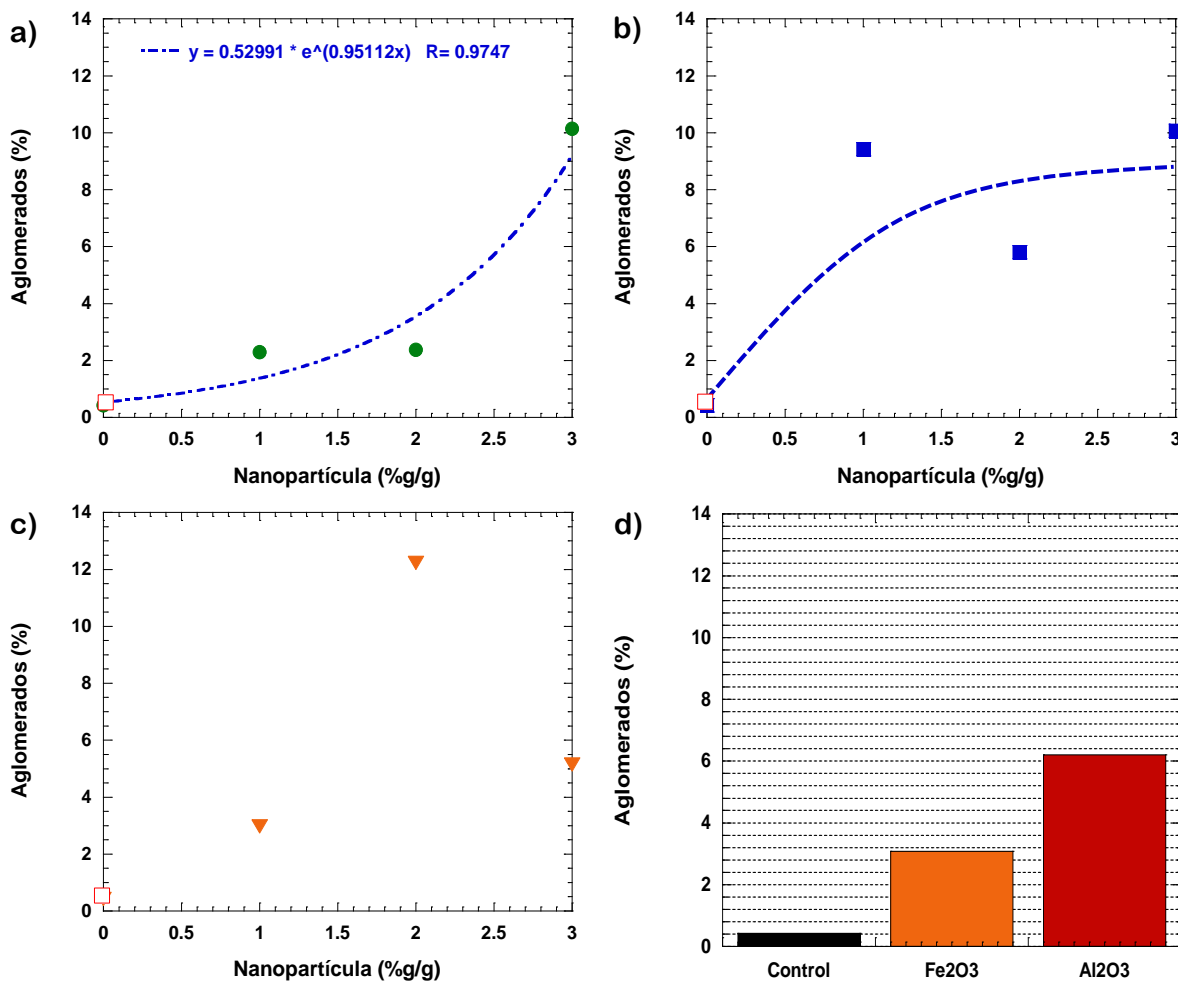 a)
y = 0.52991 * e^(0.95112x) R= 0.9747
Aglomerados (%)
14
12
10
8
6
4
2
0
0 0.5 1 1.5 2 2.5 3
Nanopartícula (%g/g)
b)
Aglomerados (%)
14
12
10
8
6
4
2
0
0 0.5 1 1.5 2 2.5 3
Nanopartícula (%g/g)
c)
Aglomerados (%)
14
12
10
8
6
4
2
0
0 0.5 1 1.5 2 2.5 3
Nanopartícula (%g/g)
d)
Aglomerados (%)
14
12
10
8
6
4
2
0
Control Fe2O3 Al2O3